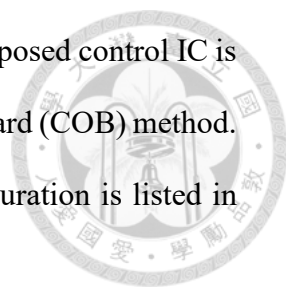 posed control IC is
ard (COB) method.
uration is listed in